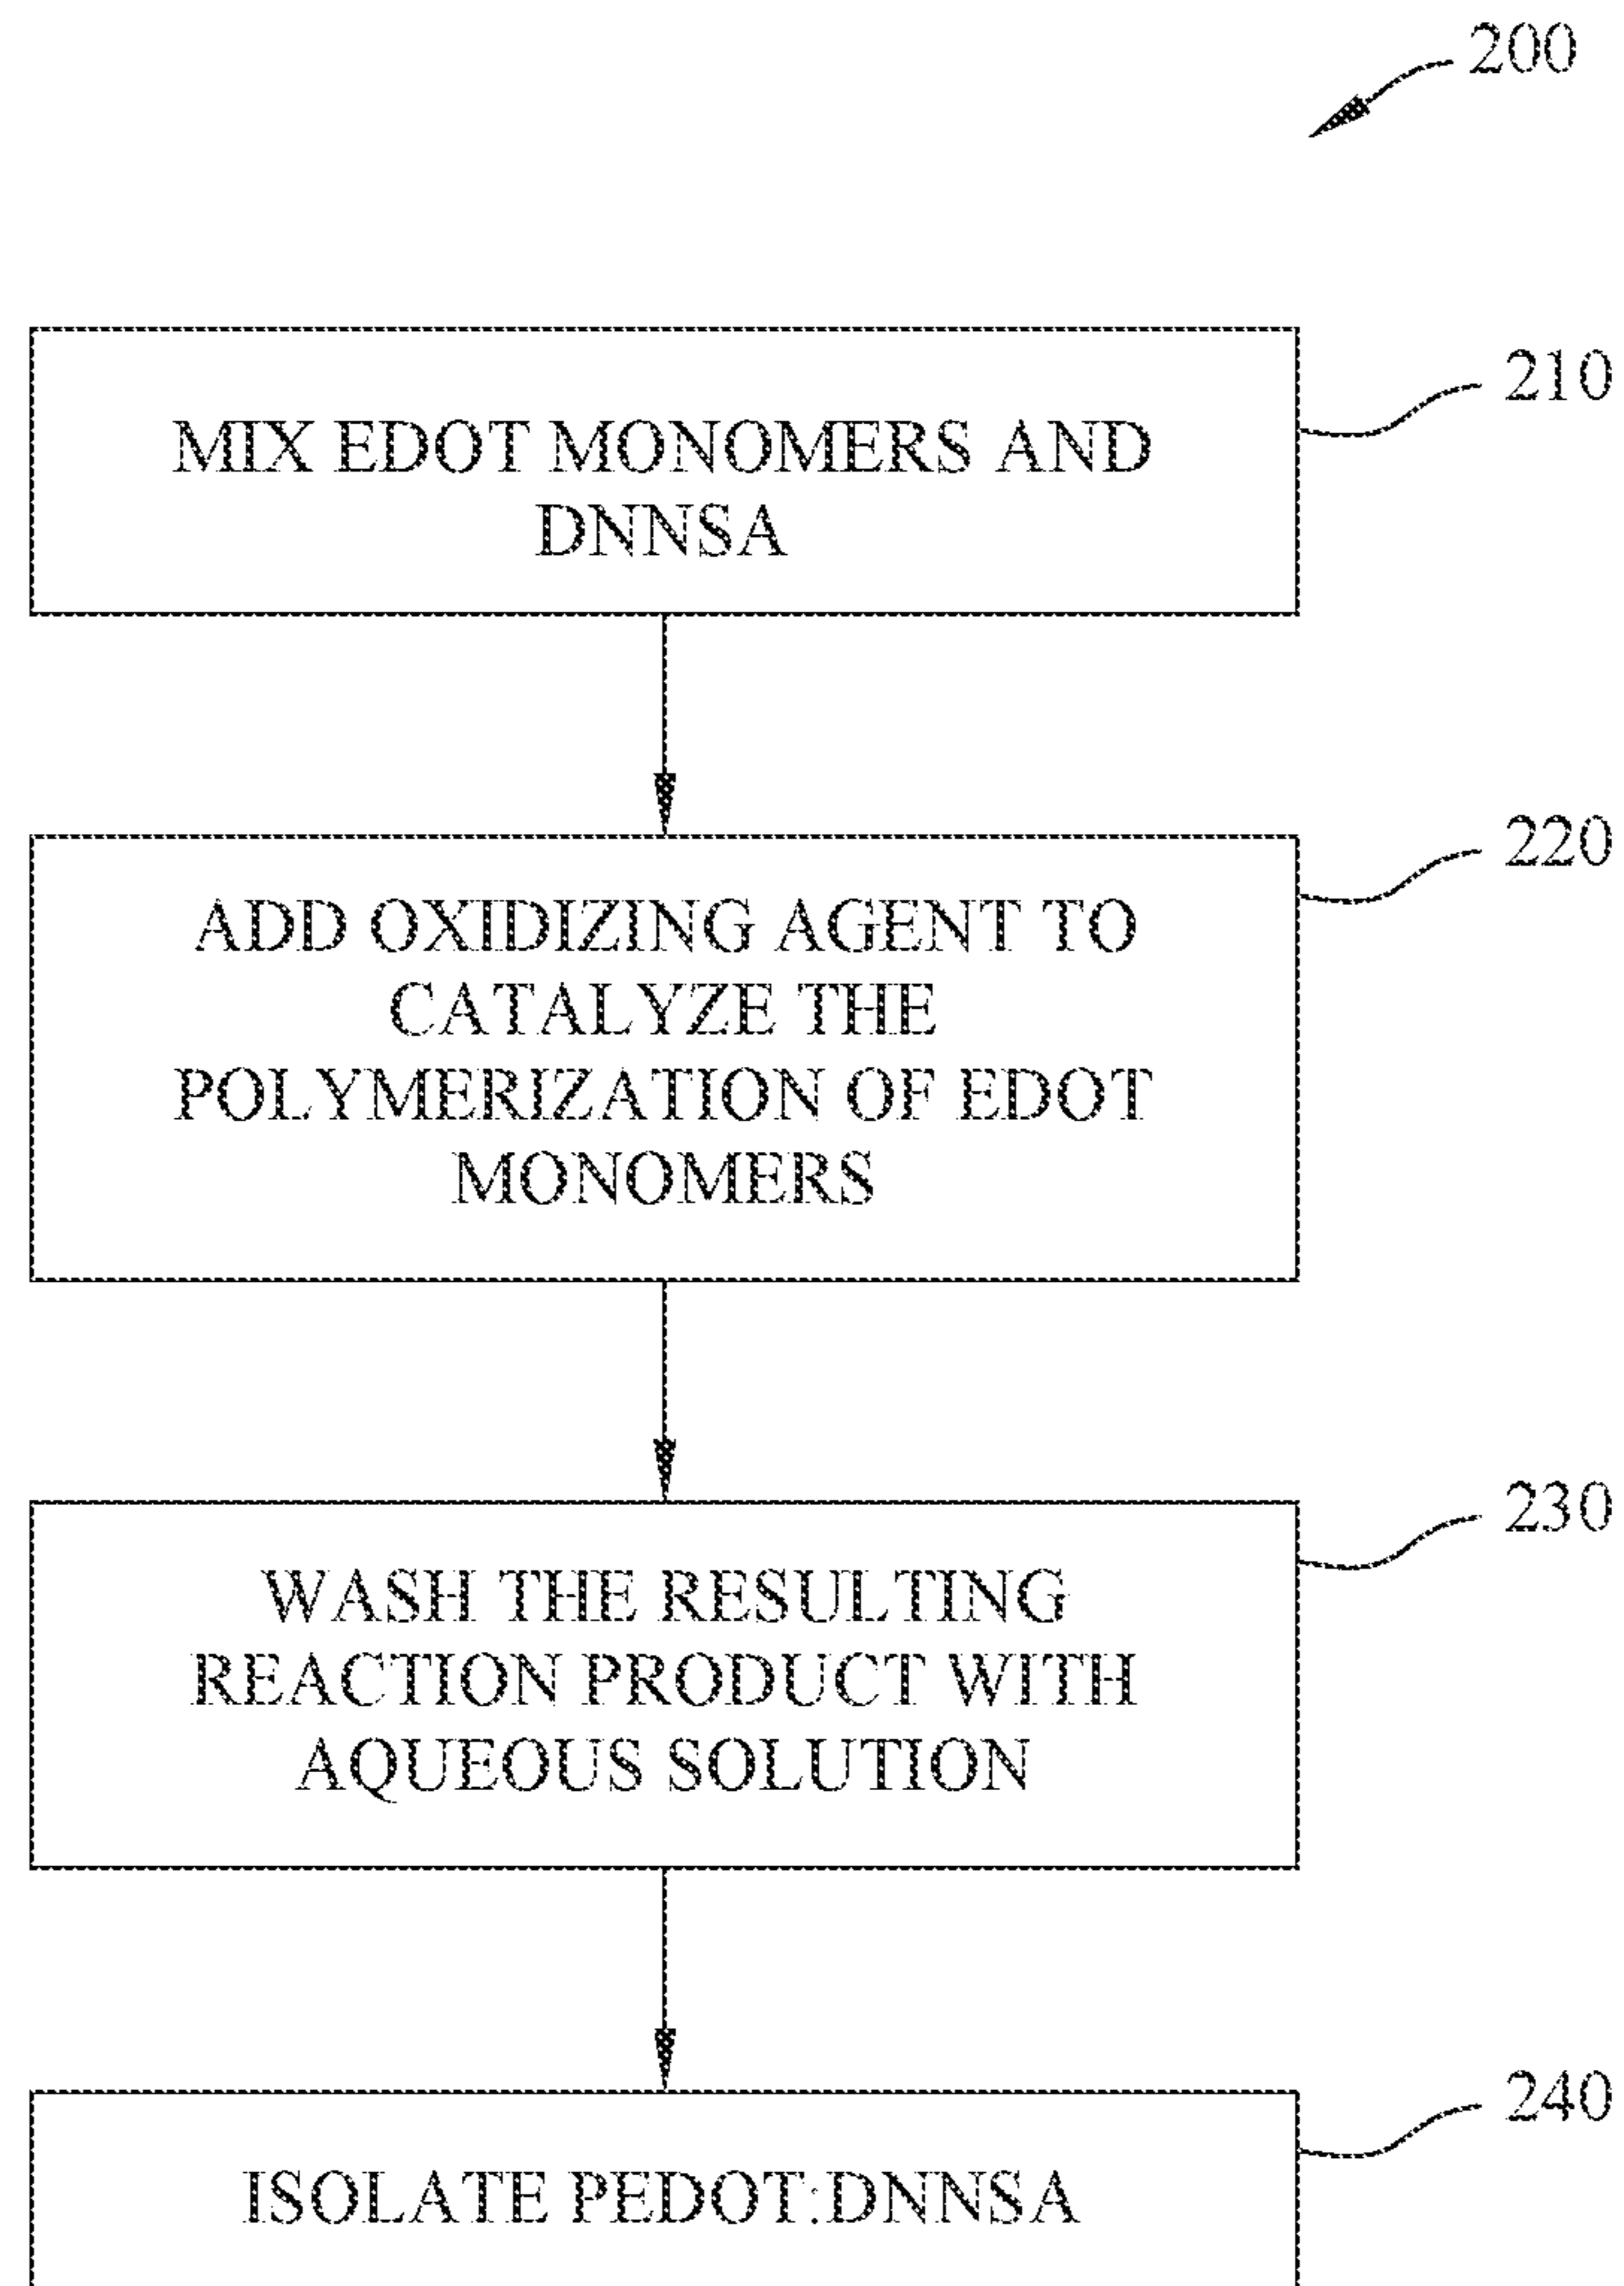 200
210
MIX EDOT MONOMERS AND
DNNSA
220
ADD OXIDIZING AGENT TO
CATALYZE THE
POLYMERIZATION OF EDOT
MONOMERS
230
WASH THE RESULTING
REACTION PRODUCT WITH
AQUEOUS SOLUTION
240
ISOLATE PEDOT:DNNSA